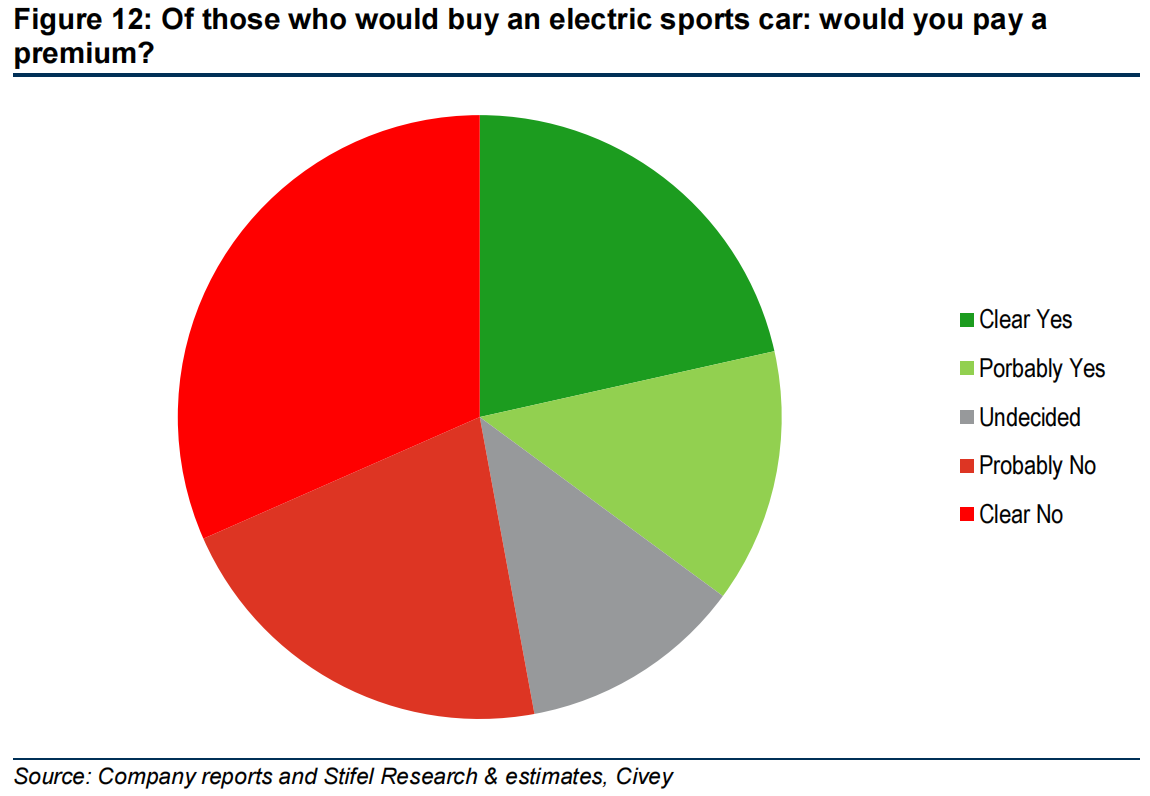 Figure 12: Of those who would buy an electric sports car: would you pay a
premium?
Clear Yes
Porbably Yes
Undecided
Probably No
Clear No
Source: Company reports and Stifel Research & estimates, Civey